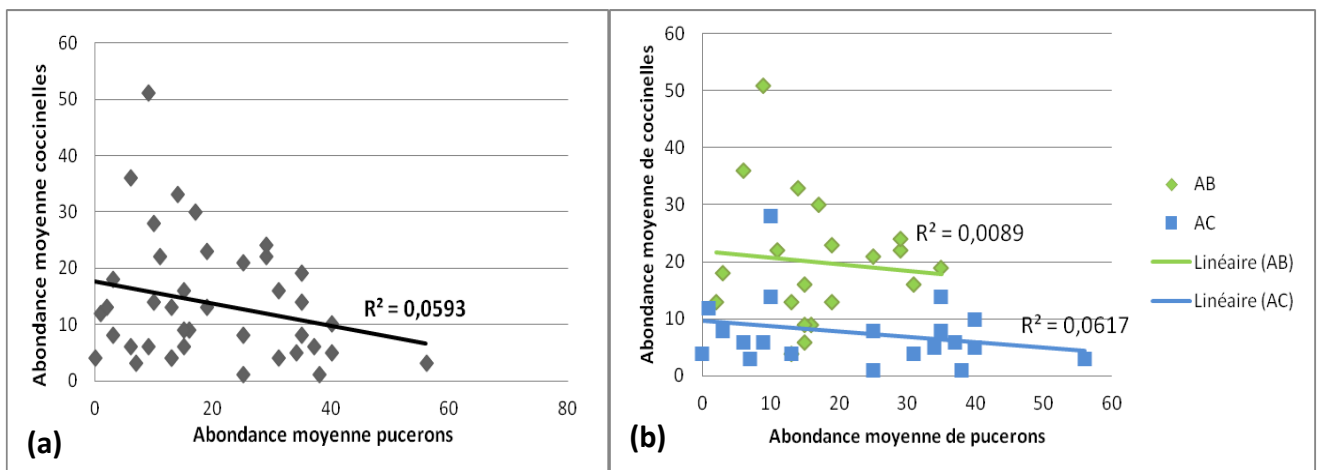 Abondance moyenne coccinelles
60
50
40
30
20
10
0
R² = 0,0593
0 20 40 60 80
Abondance moyenne pucerons
(a)
Abondance moyenne de coccinelles
60
50
40
30
20
10
0
R² = 0,0089
R² = 0,0617
0 10 20 30 40 50 60
Abondance moyenne de pucerons
(b)
AB
AC
Linéaire (AB)
Linéaire (AC)